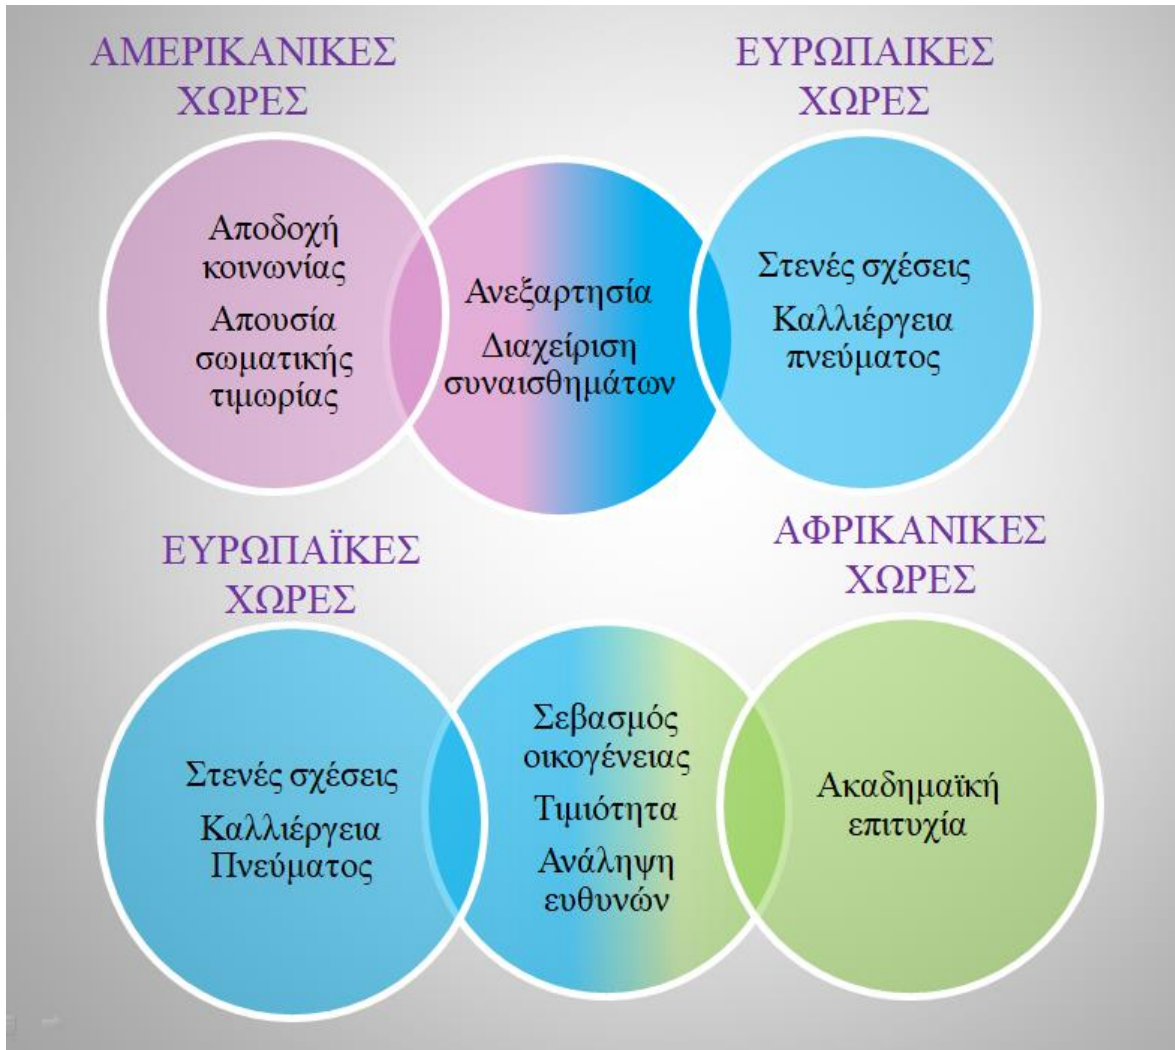 ΑΜΕΡΙΚΑΝΙΚΕΣ
ΧΩΡΕΣ
ΕΥΡΩΠΑΙΚΕΣ
ΧΩΡΕΣ
Αποδοχή
κοινωνίας
Απουσία
σωματικής
τιμωρίας
Ανεξαρτησία
Διαχείριση
συναισθημάτων
Στενές σχέσεις
Καλλιέργεια
πνεύματος
ΕΥΡΩΠΑΪΚΕΣ
ΧΩΡΕΣ
ΑΦΡΙΚΑΝΙΚΕΣ
ΧΩΡΕΣ
Στενές σχέσεις
Καλλιέργεια
Πνεύματος
Σεβασμός
οικογένειας
Τιμιότητα
Ανάληψη
ευθυνών
Ακαδημαϊκή
επιτυχία